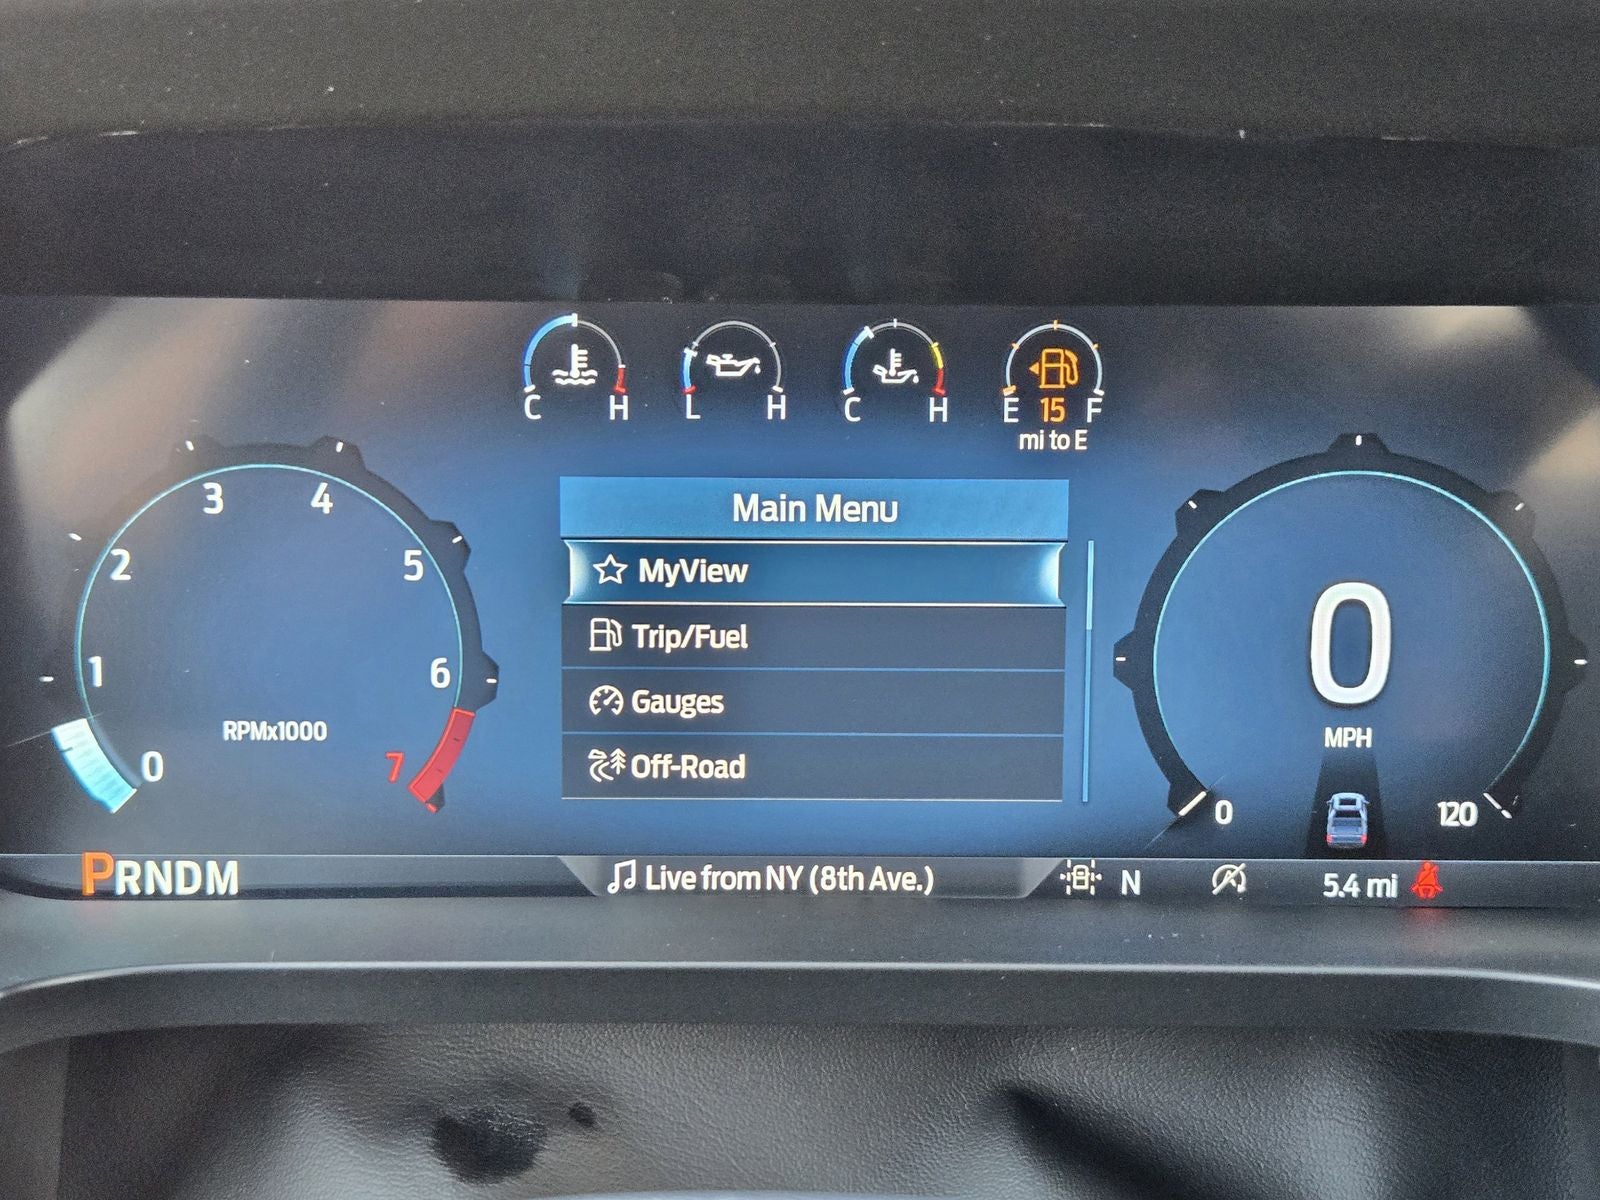 C H
L H
C H
E 15 F
mi to E
Main Menu
MyView
Trip/Fuel
Gauges
Off-Road
0
1
2
3
4
5
6
7
RPMx1000
0
MPH
0
120
PRNDM
Live from NY (8th Ave.)
N
5.4 mi